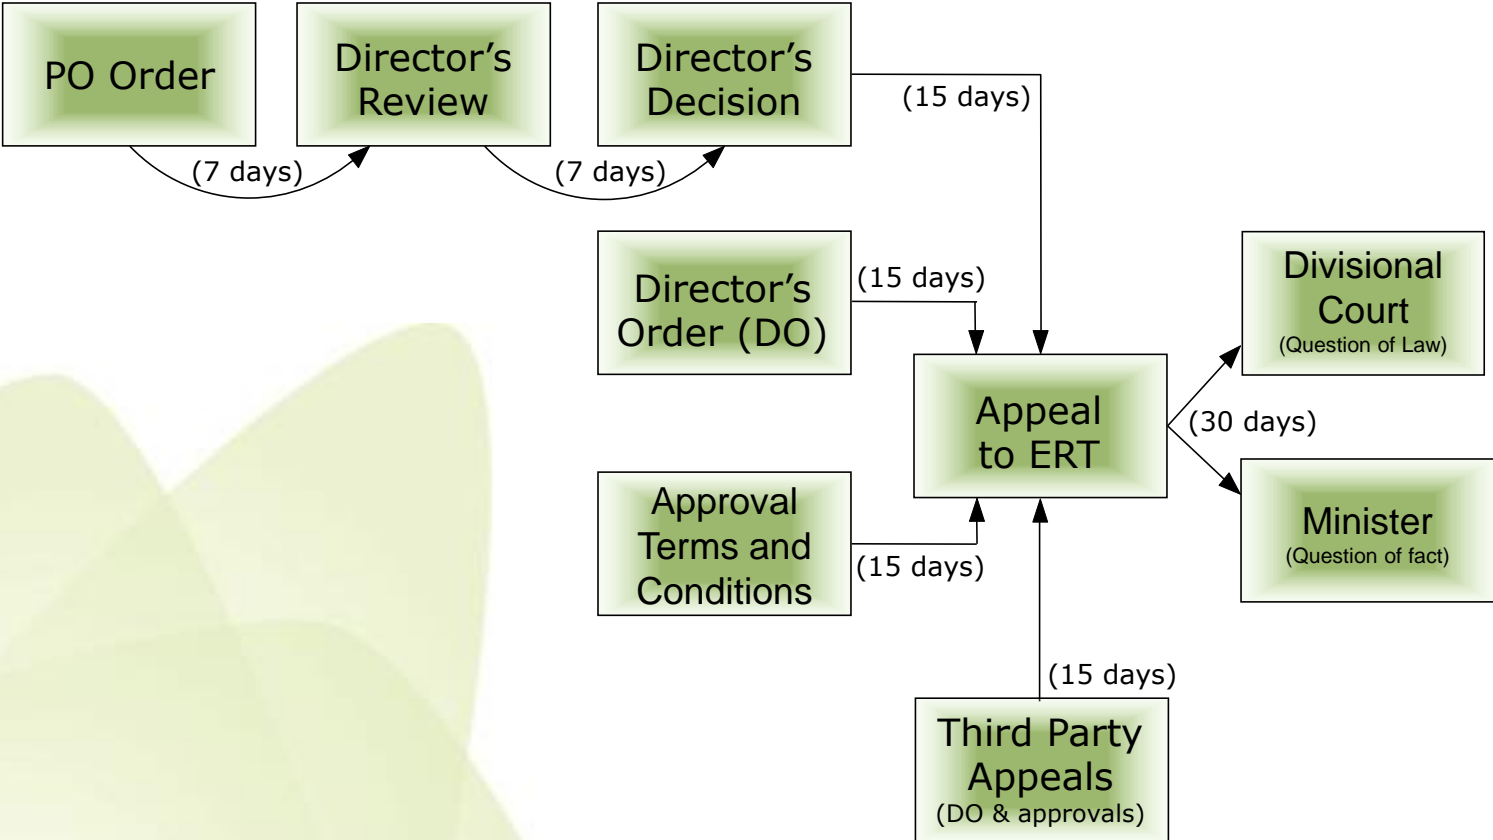 PO Order
Director’s
Review
Director’s
Decision
(15 days)
(7 days)
(7 days)
Director’s
Order (DO)
(15 days)
Divisional
Court
(Question of Law)
Appeal
to ERT
(30 days)
Approval
Terms and
Conditions
(15 days)
Minister
(Question of fact)
(15 days)
Third Party
Appeals
(DO & approvals)